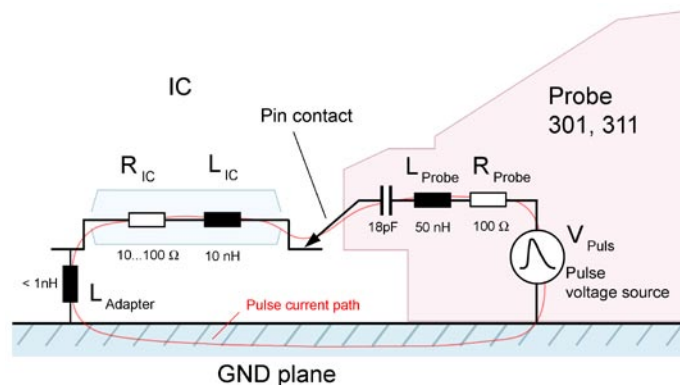 IC
Probe
301, 311
Pin contact
R IC
L IC
L Probe
R Probe
18pF
50 nH
100 Ω
10...100 Ω
10 nH
V Puls
Pulse
voltage source
< 1nH
L Adapter
Pulse current path
GND plane